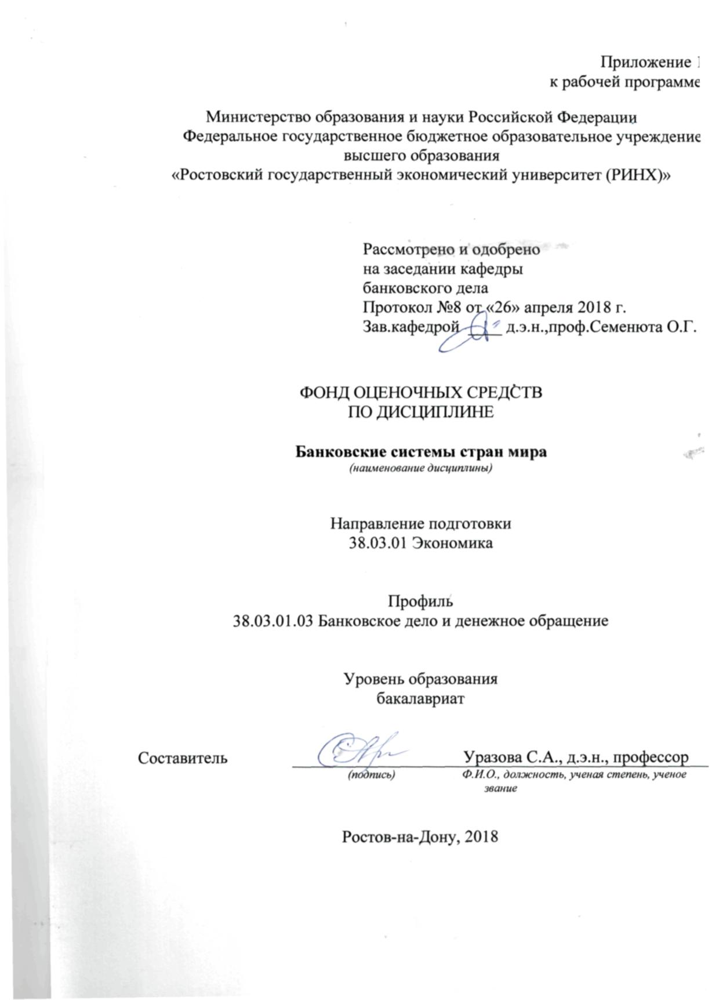 Приложение 1
к рабочей программе
Министерство образования и науки Российской Федерации
Федеральное государственное бюджетное образовательное учреждение
высшего образования
«Ростовский государственный экономический университет (РИНХ)»
Рассмотрено и одобрено
на заседании кафедры
банковского дела
Протокол №8 от «26» апреля 2018 г.
Зав.кафедрой ____ д.э.н.,проф.Семенюта О.Г.
ФОНД ОЦЕНОЧНЫХ СРЕДСТВ
ПО ДИСЦИПЛИНЕ
Банковские системы стран мира
(наименование дисциплины)
Направление подготовки
38.03.01 Экономика
Профиль
38.03.01.03 Банковское дело и денежное обращение
Уровень образования
бакалавриат
Составитель Уразова С.А., д.э.н., профессор
(подпись) Ф.И.О., должность, ученая степень, ученое
звание
Ростов-на-Дону, 2018